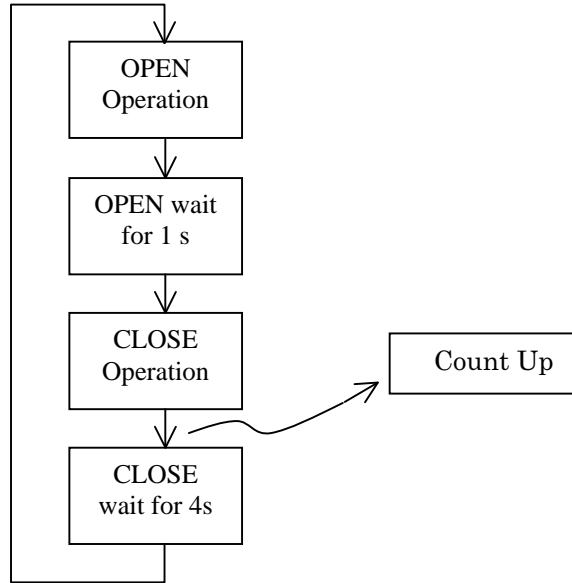 OPEN
Operation
OPEN wait
for 1 s
CLOSE
Operation
Count Up
CLOSE
wait for 4s